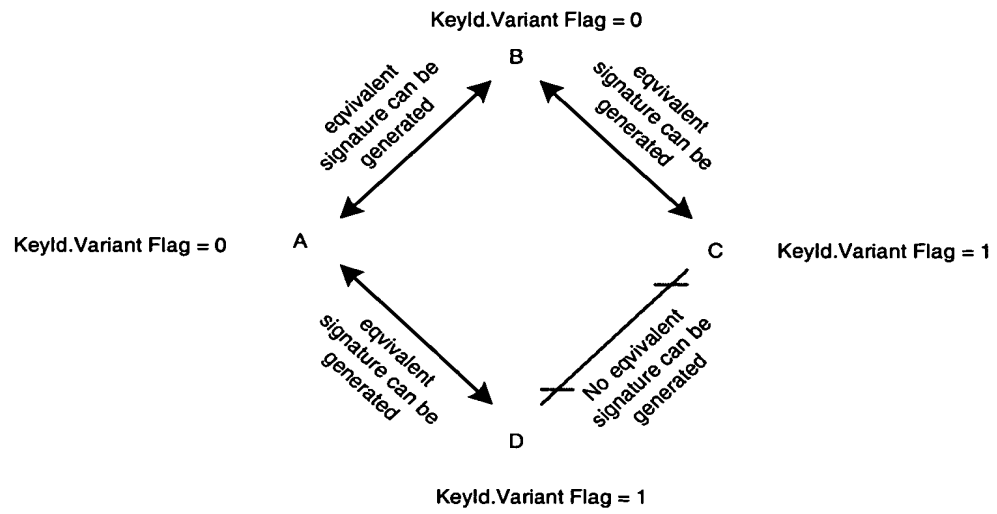 KeyId.Variant Flag = 0
B
eqvivalent
signature can be
generated
eqvivalent
signature can be
generated
KeyId.Variant Flag = 0
A
C
KeyId.Variant Flag = 1
eqvivalent
signature can be
generated
No eqvivalent
signature can be
generated
D
KeyId.Variant Flag = 1